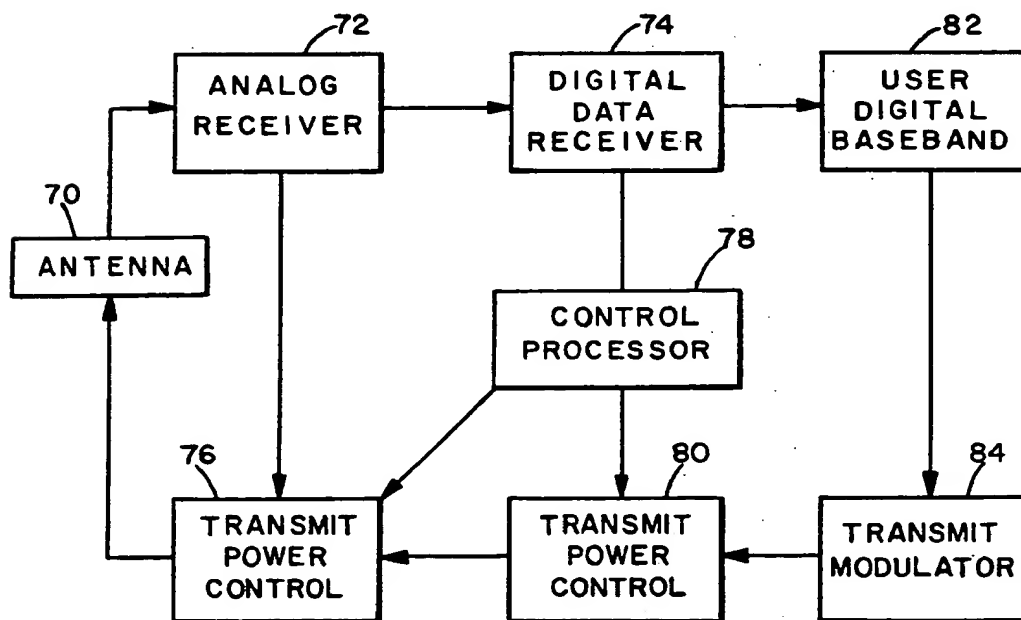 72
74
82
ANALOG
RECEIVER
DIGITAL
DATA
RECEIVER
USER
DIGITAL
BASEBAND
70
ANTENNA
78
CONTROL
PROCESSOR
76
80
84
TRANSMIT
POWER
CONTROL
TRANSMIT
POWER
CONTROL
TRANSMIT
MODULATOR